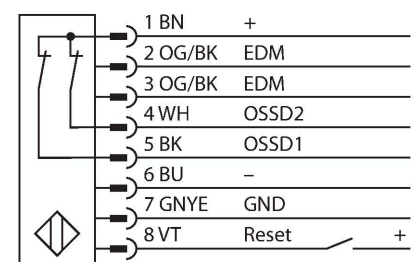 1 BN +
2 OG/BK EDM
3 OG/BK EDM
4 WH OSSD2
5 BK OSSD1
6 BU –
7 GNYE GND
8 VT Reset +